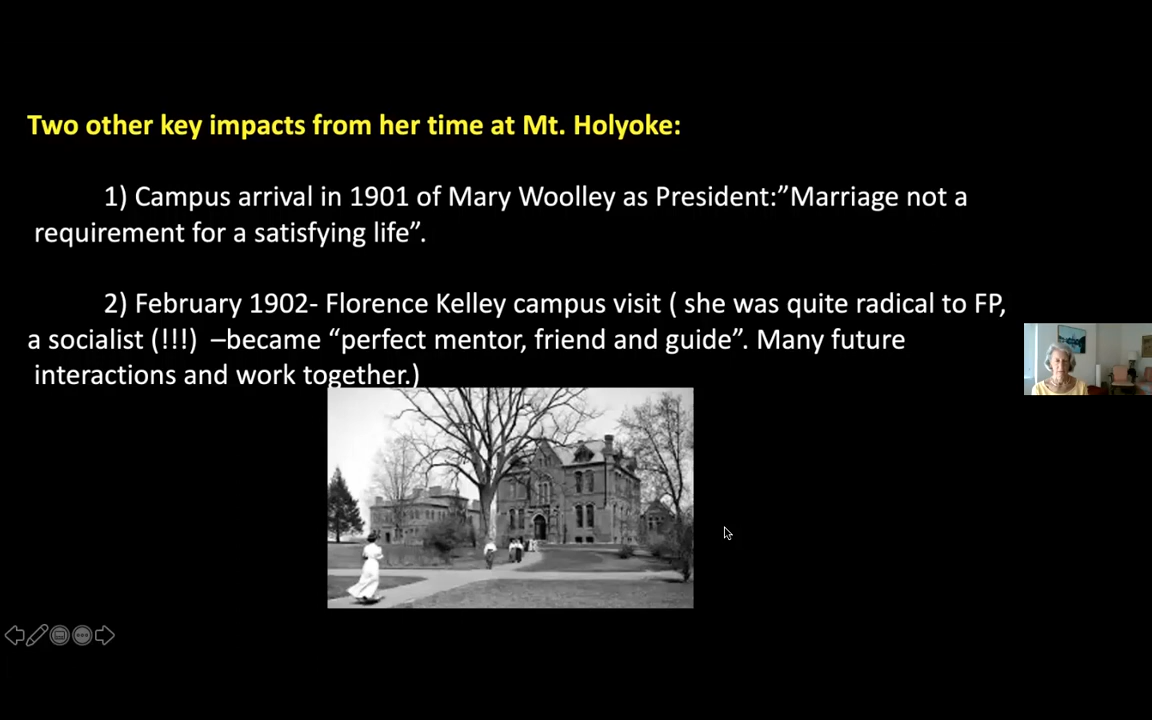 Two other key impacts from her time at Mt. Holyoke:
1) Campus arrival in 1901 of Mary Woolley as President:”Marriage not a
requirement for a satisfying life”.
2) February 1902- Florence Kelley campus visit ( she was quite radical to FP,
a socialist (!!!)  –became “perfect mentor, friend and guide”. Many future
interactions and work together.)